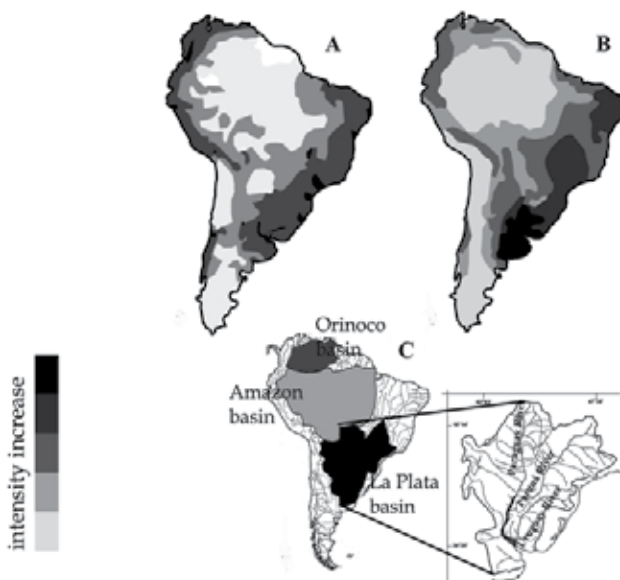 A
B
Orinoco
basin
C
Amazon
basin
La Plata
basin
intensity increase